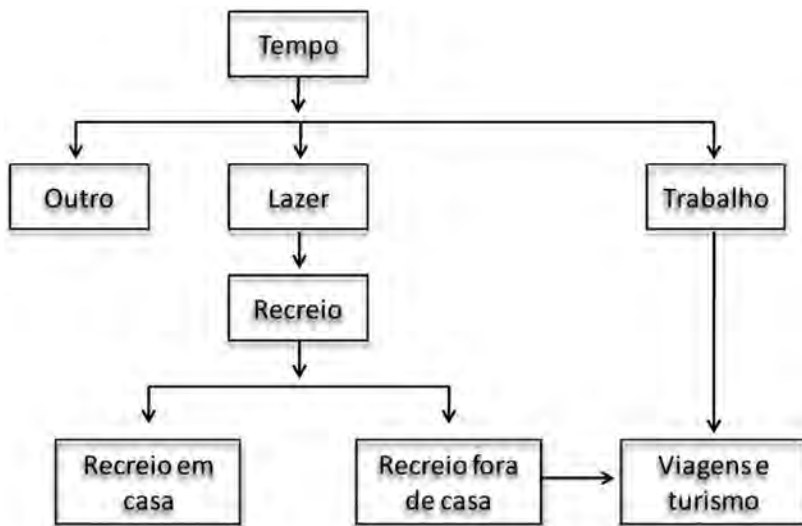 Tempo
Outro
Lazer
Trabalho
Recreio
Recreio em
casa
Recreio fora
de casa
Viagens e
turismo